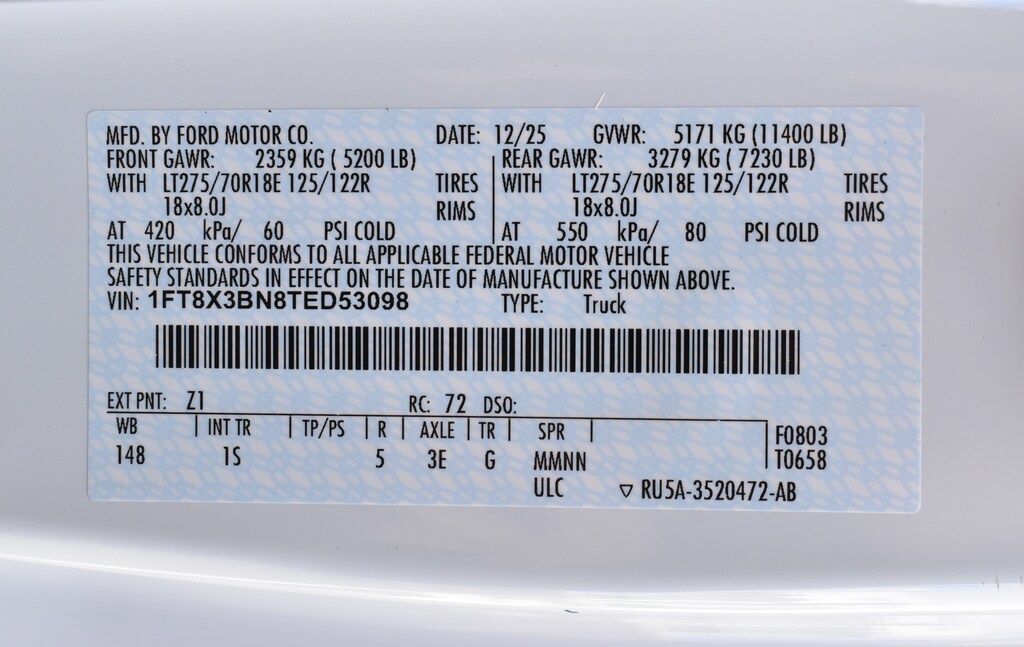 MFD. BY FORD MOTOR CO. DATE: 12/25 GVWR: 5171 KG (11400 LB)
FRONT GAWR: 2359 KG ( 5200 LB) REAR GAWR: 3279 KG ( 7230 LB)
WITH LT275/70R18E 125/122R TIRES WITH LT275/70R18E 125/122R TIRES
18x8.0J RIMS 18x8.0J RIMS
AT 420 kPa/ 60 PSI COLD AT 550 kPa/ 80 PSI COLD
THIS VEHICLE CONFORMS TO ALL APPLICABLE FEDERAL MOTOR VEHICLE
SAFETY STANDARDS IN EFFECT ON THE DATE OF MANUFACTURE SHOWN ABOVE.
VIN: 1FT8X3BN8TED53098 TYPE: Truck
EXT PNT: Z1 RC: 72 DSO:
WB INT TR TP/PS R AXLE TR SPR F0803
148 1S 5 3E G MMNN T0658
ULC ▽ RU5A-3520472-AB